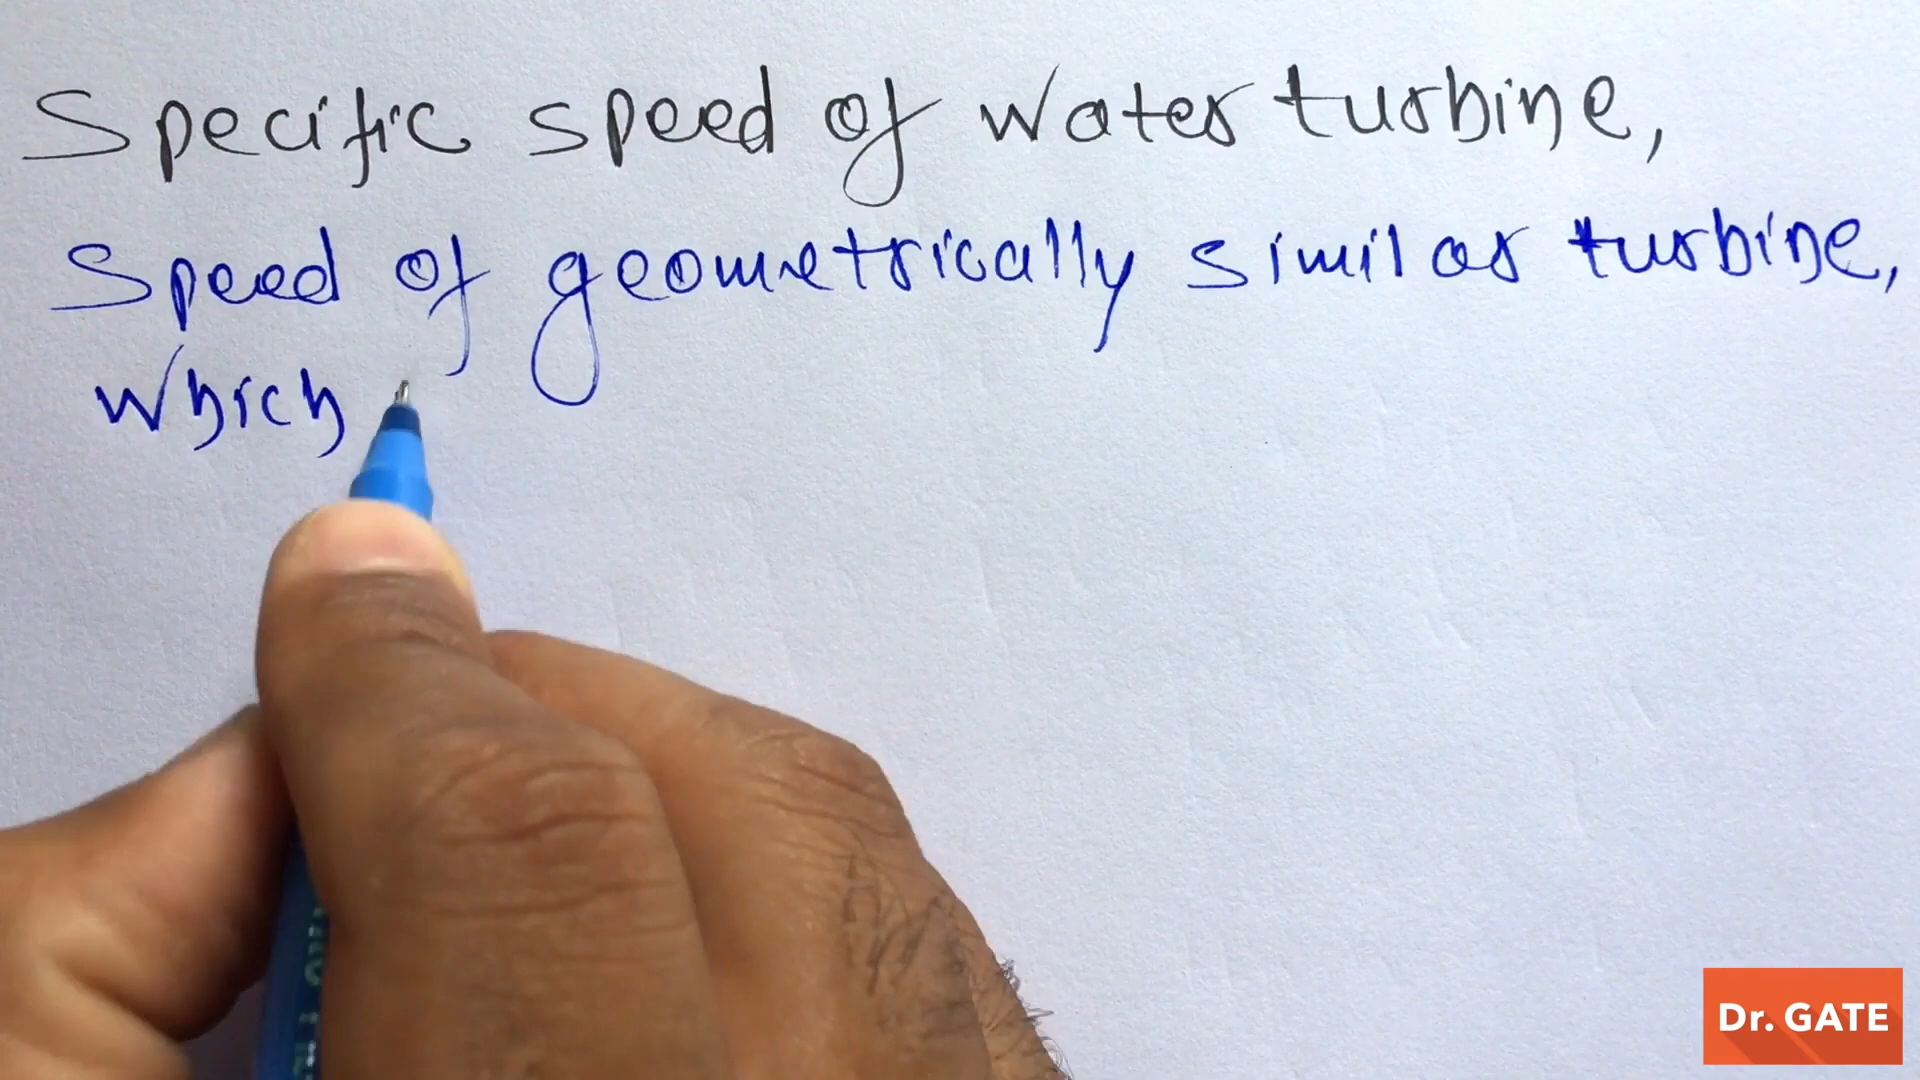 Specific speed of Water turbine,
Speed of geometrically similar turbine,
Which
Dr. GATE